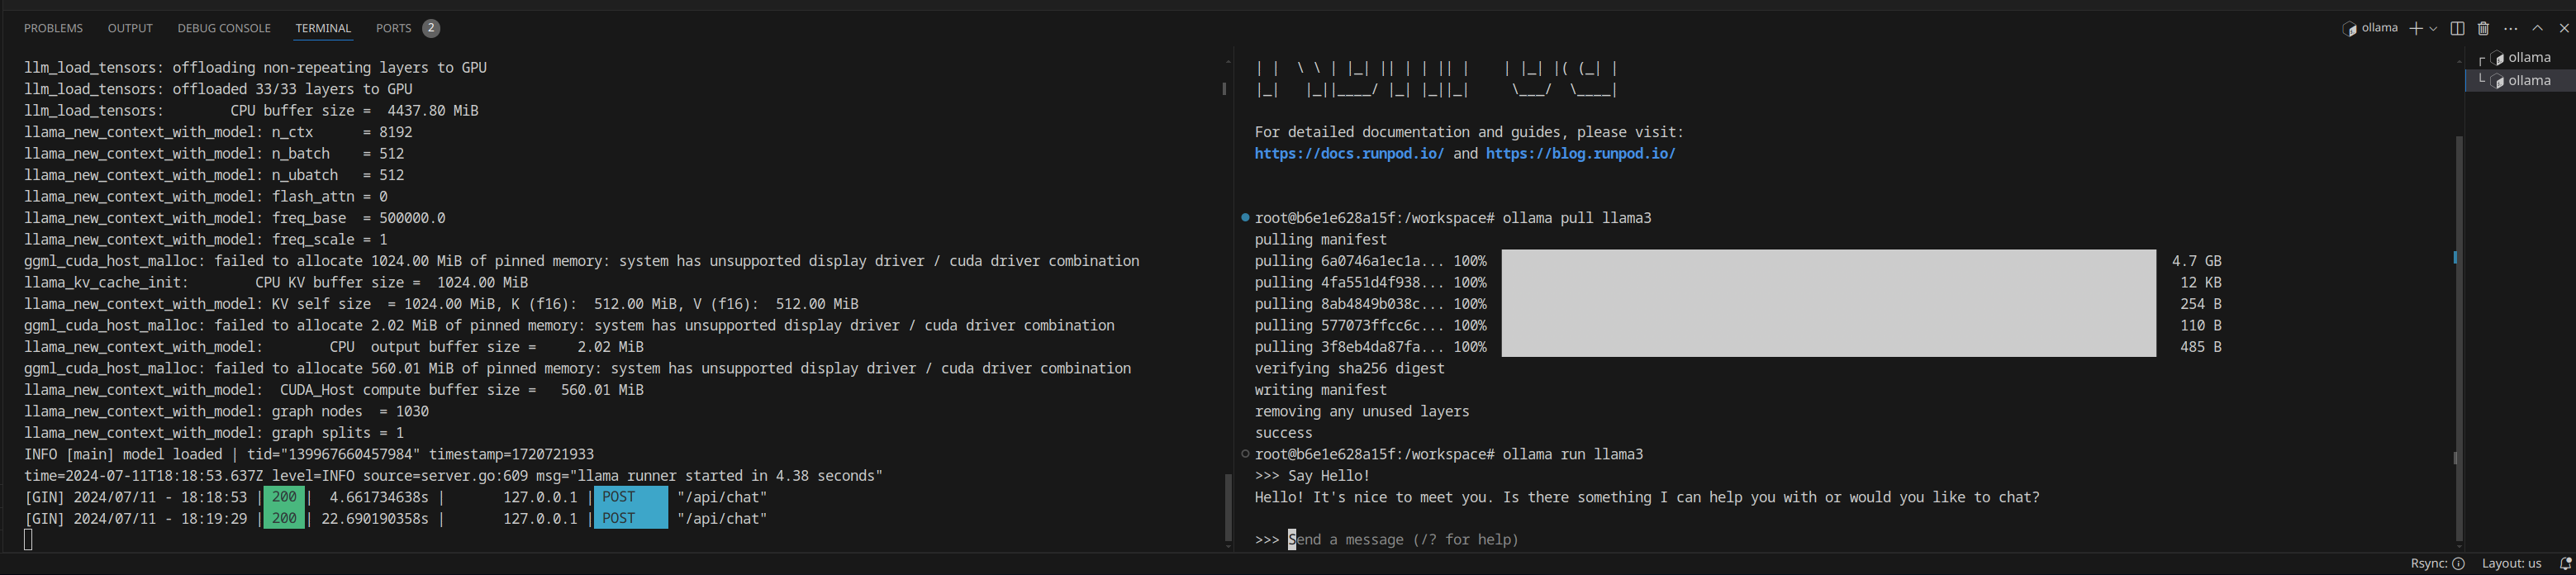 PROBLEMS OUTPUT DEBUG CONSOLE TERMINAL PORTS 2
ollama
llm_load_tensors: offloading non-repeating layers to GPU
llm_load_tensors: offloaded 33/33 layers to GPU
llm_load_tensors:        CPU buffer size =  4437.80 MiB
llama_new_context_with_model: n_ctx      = 8192
llama_new_context_with_model: n_batch    = 512
llama_new_context_with_model: n_ubatch   = 512
llama_new_context_with_model: flash_attn = 0
llama_new_context_with_model: freq_base  = 500000.0
llama_new_context_with_model: freq_scale = 1
ggml_cuda_host_malloc: failed to allocate 1024.00 MiB of pinned memory: system has unsupported display driver / cuda driver combination
llama_kv_cache_init:        CPU KV buffer size =  1024.00 MiB
llama_new_context_with_model: KV self size  = 1024.00 MiB, K (f16):  512.00 MiB, V (f16):  512.00 MiB
ggml_cuda_host_malloc: failed to allocate 2.02 MiB of pinned memory: system has unsupported display driver / cuda driver combination
llama_new_context_with_model:        CPU  output buffer size =     2.02 MiB
ggml_cuda_host_malloc: failed to allocate 560.01 MiB of pinned memory: system has unsupported display driver / cuda driver combination
llama_new_context_with_model:  CUDA_Host compute buffer size =   560.01 MiB
llama_new_context_with_model: graph nodes  = 1030
llama_new_context_with_model: graph splits = 1
INFO [main] model loaded | tid="139967660457984" timestamp=1720721933
time=2024-07-11T18:18:53.637Z level=INFO source=server.go:609 msg="llama runner started in 4.38 seconds"
[GIN] 2024/07/11 - 18:18:53 | 200 |  4.661734638s |       127.0.0.1 | POST     "/api/chat"
[GIN] 2024/07/11 - 18:19:29 | 200 | 22.690190358s |       127.0.0.1 | POST     "/api/chat"
| |  \ \ | |_| || | | || |    | |_| |( (_| |
|_|   |_||____/ |_| |_||_|     \___/  \____|
For detailed documentation and guides, please visit:
https://docs.runpod.io/ and https://blog.runpod.io/
root@b6e1e628a15f:/workspace# ollama pull llama3
pulling manifest
pulling 6a0746a1ec1a... 100% 4.7 GB
pulling 4fa551d4f938... 100% 12 KB
pulling 8ab4849b038c... 100% 254 B
pulling 577073ffcc6c... 100% 110 B
pulling 3f8eb4da87fa... 100% 485 B
verifying sha256 digest
writing manifest
removing any unused layers
success
root@b6e1e628a15f:/workspace# ollama run llama3
>>> Say Hello!
Hello! It's nice to meet you. Is there something I can help you with or would you like to chat?
>>> Send a message (/? for help)
ollama
ollama
Rsync: Layout: us